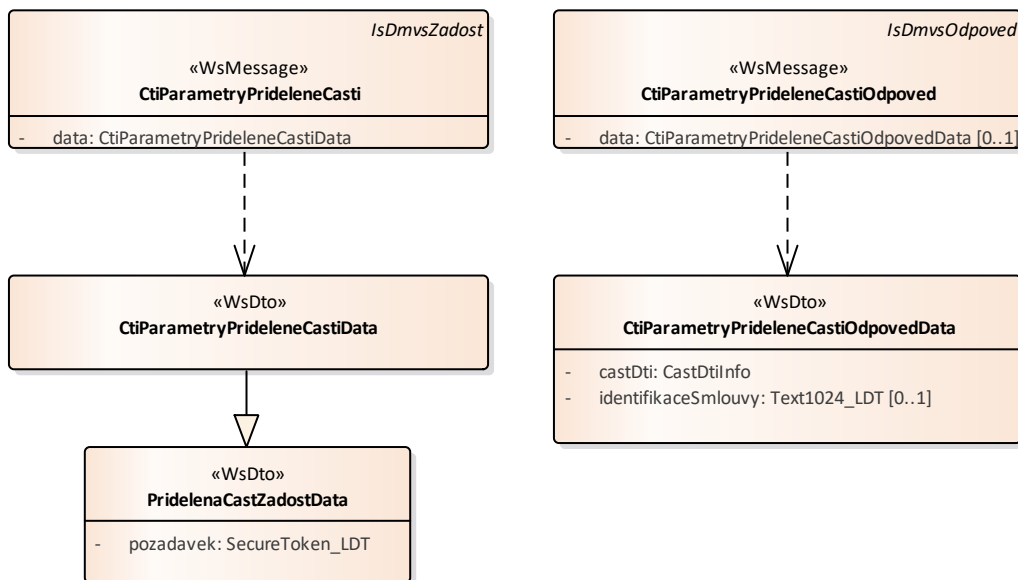 IsDmvsZadost
«WsMessage»
CtiParametryPrideleneCasti
- data: CtiParametryPrideleneCastiData
IsDmvsOdpoved
«WsMessage»
CtiParametryPrideleneCastiOdpoved
- data: CtiParametryPrideleneCastiOdpovedData [0..1]
«WsDto»
CtiParametryPrideleneCastiData
«WsDto»
CtiParametryPrideleneCastiOdpovedData
- castDti: CastDtiInfo
- identifikaceSmlouvy: Text1024_LDT [0..1]
«WsDto»
PridelenaCastZadostData
- pozadavek: SecureToken_LDT